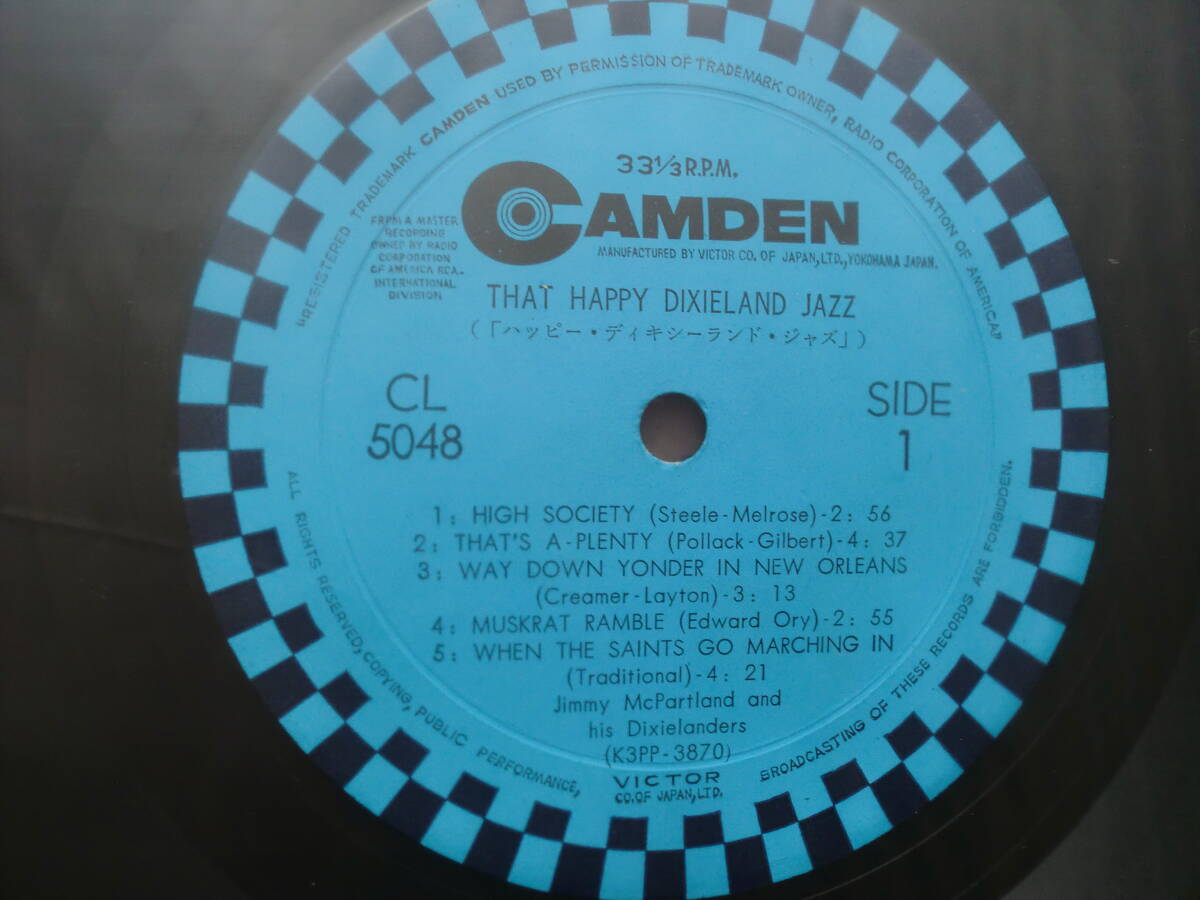 "REGISTERED TRADEMARK CAMDEN USED BY PERMISSION OF TRADEMARK OWNER, RADIO CORPORATION OF AMERICA"
33⅓ R.P.M.
CAMDEN
MANUFACTURED BY VICTOR CO. OF JAPAN, LTD., YOKOHAMA JAPAN.
FROM A MASTER
RECORDING
OWNED BY RADIO
CORPORATION
OF AMERICA RCA.
INTERNATIONAL
DIVISION
THAT HAPPY DIXIELAND JAZZ
(「ハッピー・ディキシーランド・ジャズ」)
CL
5048
SIDE
1
1: HIGH SOCIETY (Steele-Melrose)-2: 56
2: THAT'S A-PLENTY (Pollack-Gilbert)-4: 37
3: WAY DOWN YONDER IN NEW ORLEANS
(Creamer-Layton)-3: 13
4: MUSKRAT RAMBLE (Edward Ory)-2: 55
5: WHEN THE SAINTS GO MARCHING IN
(Traditional)-4: 21
Jimmy McPartland and
his Dixielanders
(K3PP-3870)
VICTOR
CO.OF JAPAN,LTD.
ALL RIGHTS RESERVED, COPYING, PUBLIC PERFORMANCE, BROADCASTING OF THESE RECORDS ARE FORBIDDEN.